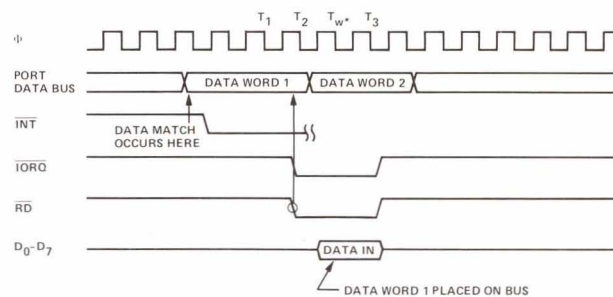 T1 T2 Tw* T3
Φ
PORT
DATA BUS
DATA WORD 1 DATA WORD 2
INT
DATA MATCH
OCCURS HERE
IORQ
RD
D0-D7
DATA IN
DATA WORD 1 PLACED ON BUS